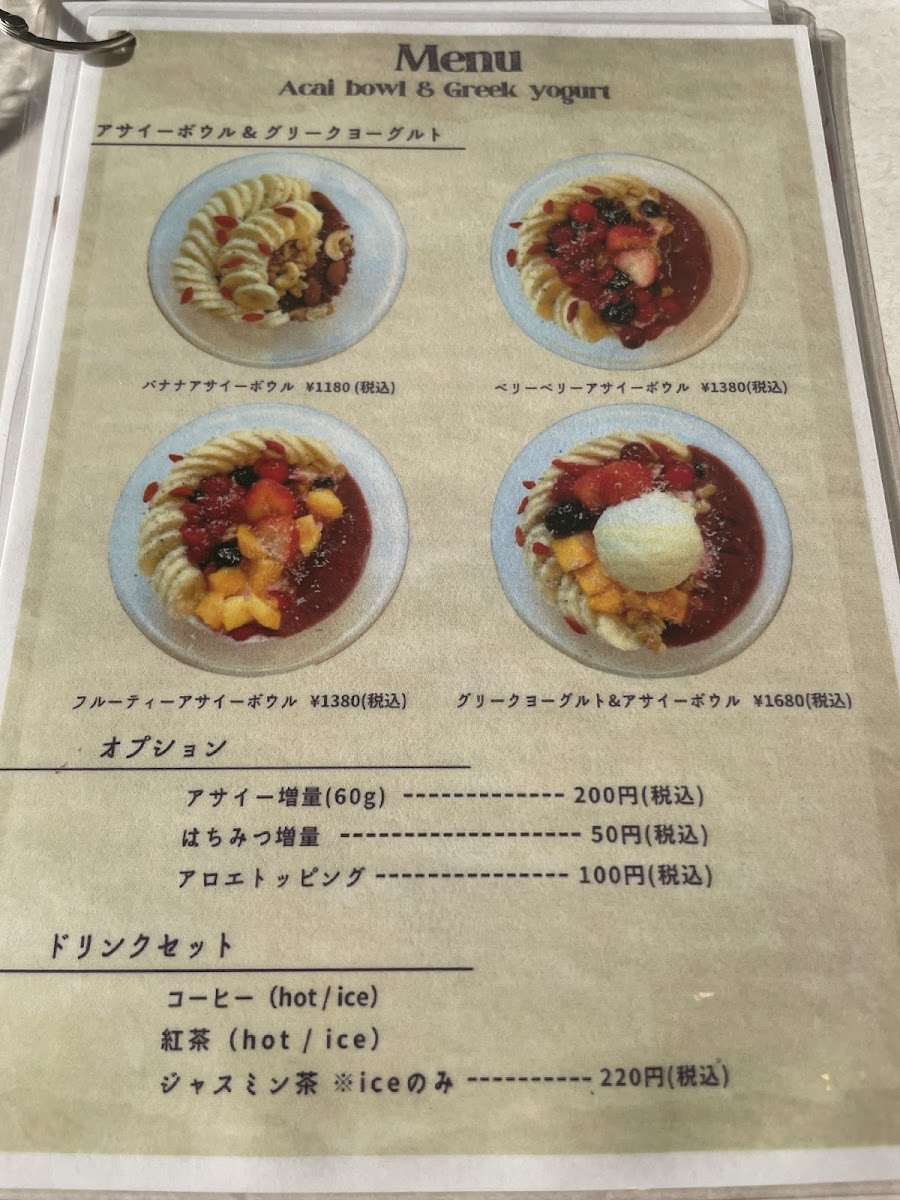 Menu
Acai bowl & Greek yogurt
アサイーボウル & グリークヨーグルト
バナナアサイーボウル ¥1180 (税込)
ベリーベリーアサイーボウル ¥1380(税込)
フルーティーアサイーボウル ¥1380(税込)
グリークヨーグルト&アサイーボウル ¥1680(税込)
オプション
アサイー増量(60g) ------------- 200円(税込)
はちみつ増量 ------------------- 50円(税込)
アロエトッピング --------------- 100円(税込)
ドリンクセット
コーヒー（hot / ice）
紅茶（hot / ice）
ジャスミン茶 ※iceのみ ---------- 220円(税込)